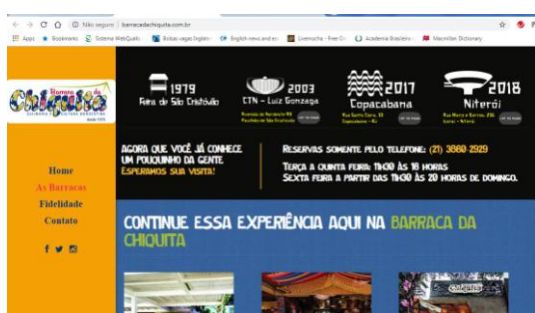 Não seguro | barracadachiquita.com.br
Apps
Bookmarks
Sistema WebQualis
English news and ea
Livemocha - Free O
Academia Brasileira
Macmillan Dictionary
Barraca da
Chiquita
desde 1979
Home
As Barracas
Fidelidade
Contato
1979
Feira de São Cristóvão
2003
CTN - Luiz Gonzaga
2017
Copacabana
2018
Niterói
AGORA QUE VOCÊ JÁ CONHECE
UM POUQUINHO DA GENTE
ESPERAMOS SUA VISITA!
RESERVAS SOMENTE PELO TELEFONE: (21) 3860 2929
TERÇA A QUINTA FEIRA: 11H30 ÀS 18 HORAS
SEXTA FEIRA A PARTIR DAS 11H30 ÀS 20 HORAS DE DOMINGO.
CONTINUE ESSA EXPERIÊNCIA AQUI NA BARRACA DA
CHIQUITA